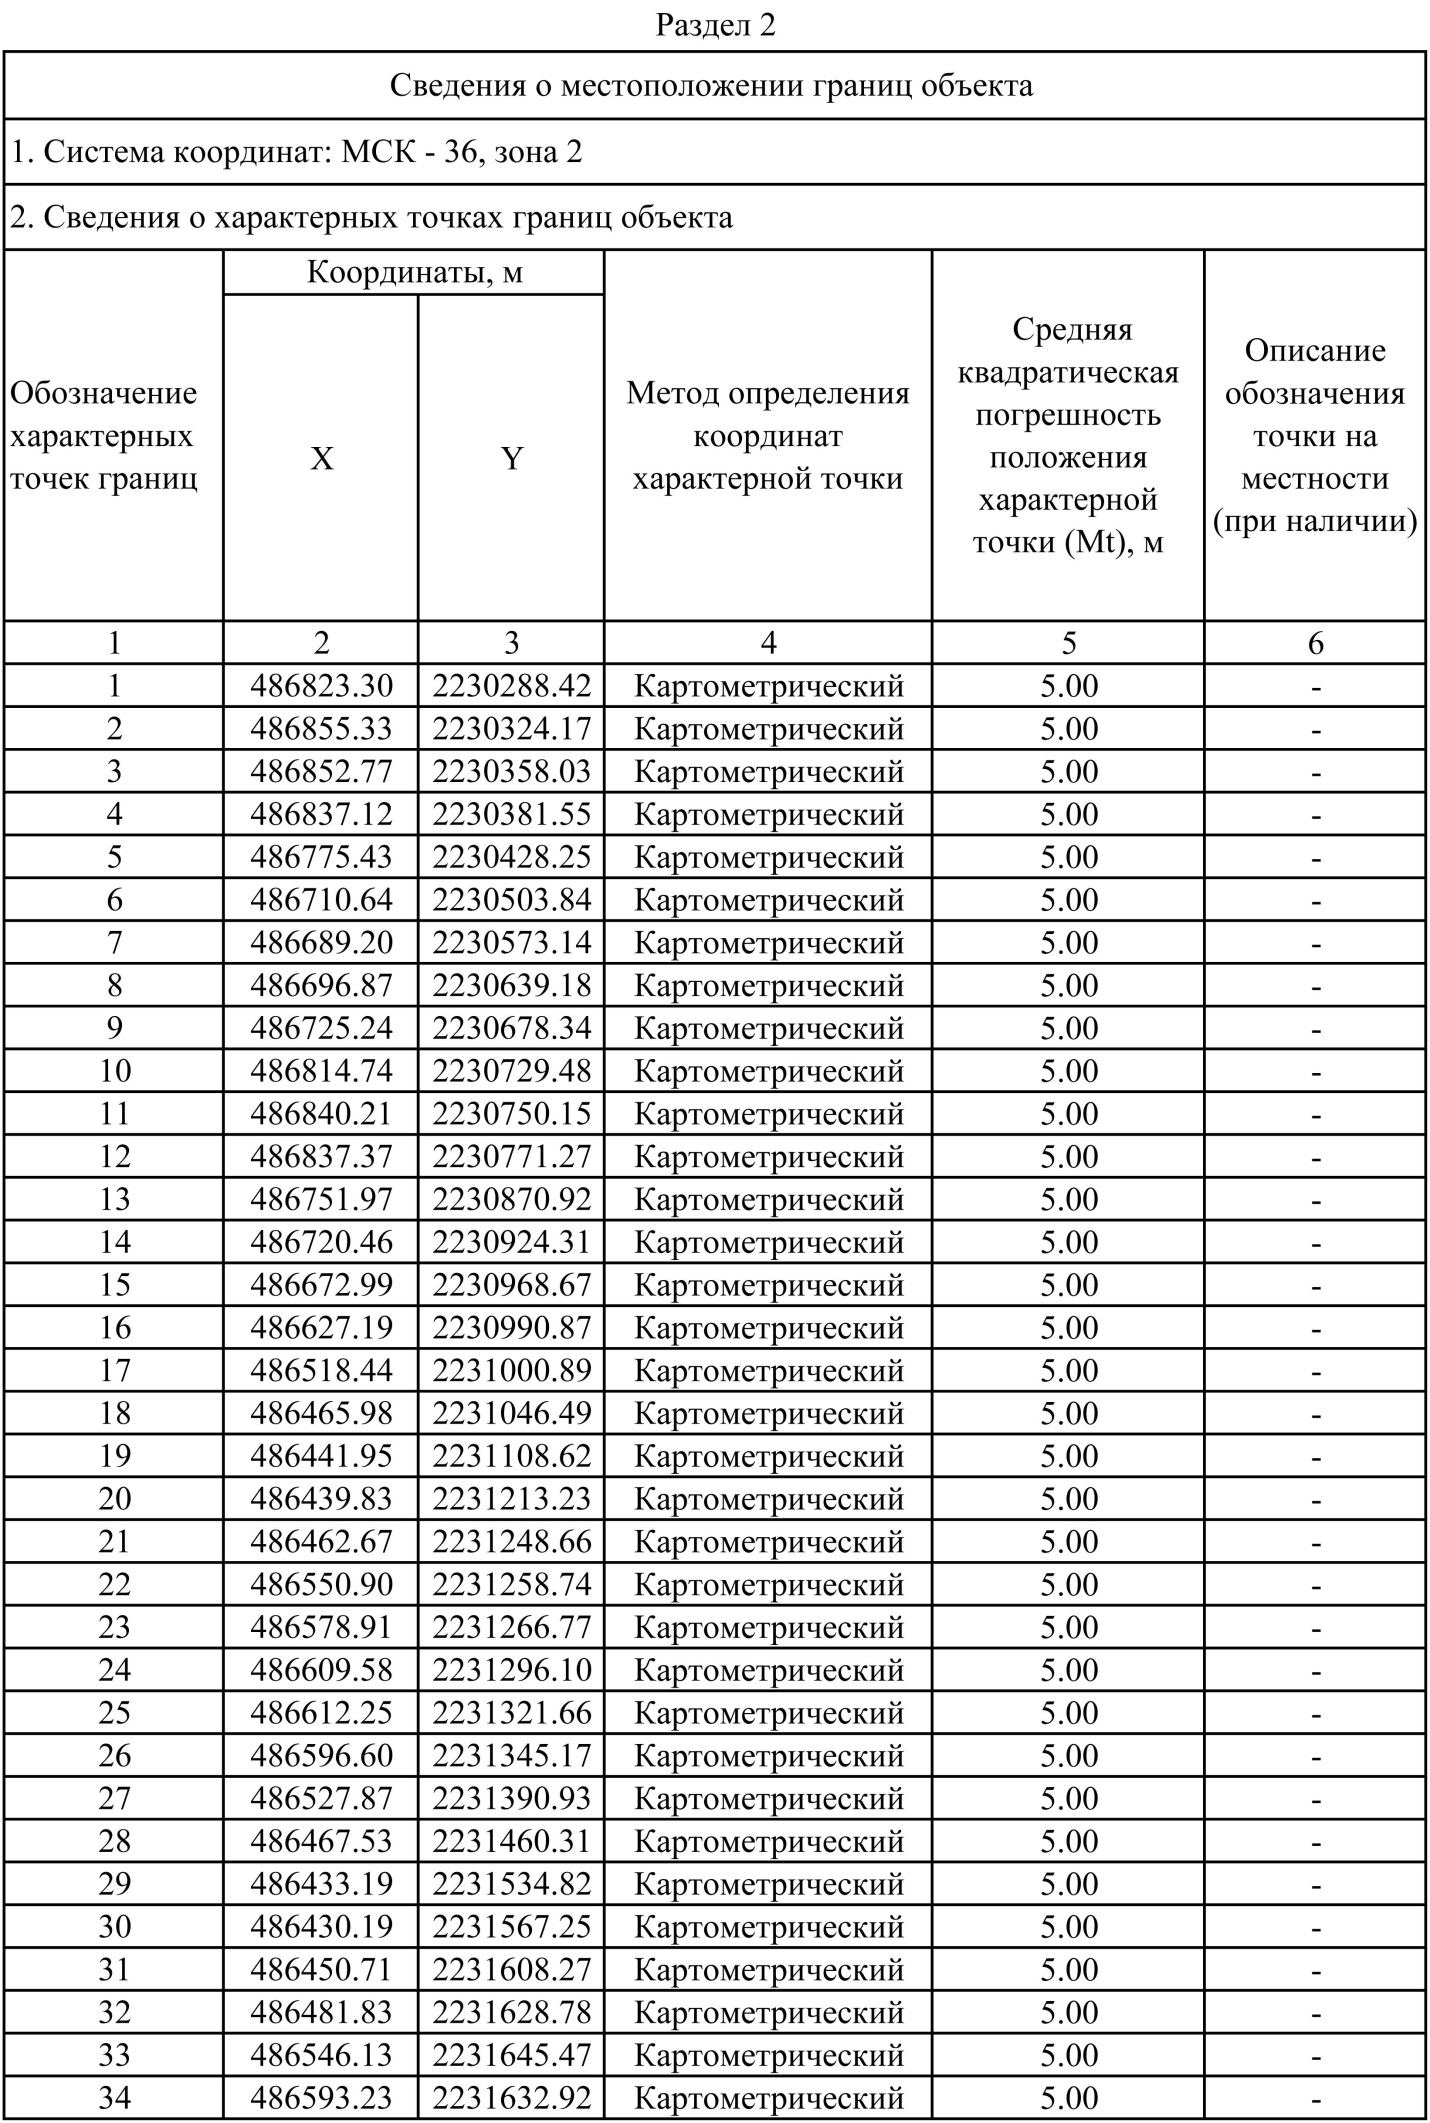 Раздел 2
Сведения о местоположении границ объекта
1. Система координат: МСК - 36, зона 2
2. Сведения о характерных точках границ объекта
Обозначение
характерных
точек границ
Координаты, м
X
Y
Метод определения
координат
характерной точки
Средняя
квадратическая
погрешность
положения
характерной
точки (Mt), м
Описание
обозначения
точки на
местности
(при наличии)
1 2 3 4 5 6
1 486823.30 2230288.42 Картометрический 5.00 -
2 486855.33 2230324.17 Картометрический 5.00 -
3 486852.77 2230358.03 Картометрический 5.00 -
4 486837.12 2230381.55 Картометрический 5.00 -
5 486775.43 2230428.25 Картометрический 5.00 -
6 486710.64 2230503.84 Картометрический 5.00 -
7 486689.20 2230573.14 Картометрический 5.00 -
8 486696.87 2230639.18 Картометрический 5.00 -
9 486725.24 2230678.34 Картометрический 5.00 -
10 486814.74 2230729.48 Картометрический 5.00 -
11 486840.21 2230750.15 Картометрический 5.00 -
12 486837.37 2230771.27 Картометрический 5.00 -
13 486751.97 2230870.92 Картометрический 5.00 -
14 486720.46 2230924.31 Картометрический 5.00 -
15 486672.99 2230968.67 Картометрический 5.00 -
16 486627.19 2230990.87 Картометрический 5.00 -
17 486518.44 2231000.89 Картометрический 5.00 -
18 486465.98 2231046.49 Картометрический 5.00 -
19 486441.95 2231108.62 Картометрический 5.00 -
20 486439.83 2231213.23 Картометрический 5.00 -
21 486462.67 2231248.66 Картометрический 5.00 -
22 486550.90 2231258.74 Картометрический 5.00 -
23 486578.91 2231266.77 Картометрический 5.00 -
24 486609.58 2231296.10 Картометрический 5.00 -
25 486612.25 2231321.66 Картометрический 5.00 -
26 486596.60 2231345.17 Картометрический 5.00 -
27 486527.87 2231390.93 Картометрический 5.00 -
28 486467.53 2231460.31 Картометрический 5.00 -
29 486433.19 2231534.82 Картометрический 5.00 -
30 486430.19 2231567.25 Картометрический 5.00 -
31 486450.71 2231608.27 Картометрический 5.00 -
32 486481.83 2231628.78 Картометрический 5.00 -
33 486546.13 2231645.47 Картометрический 5.00 -
34 486593.23 2231632.92 Картометрический 5.00 -